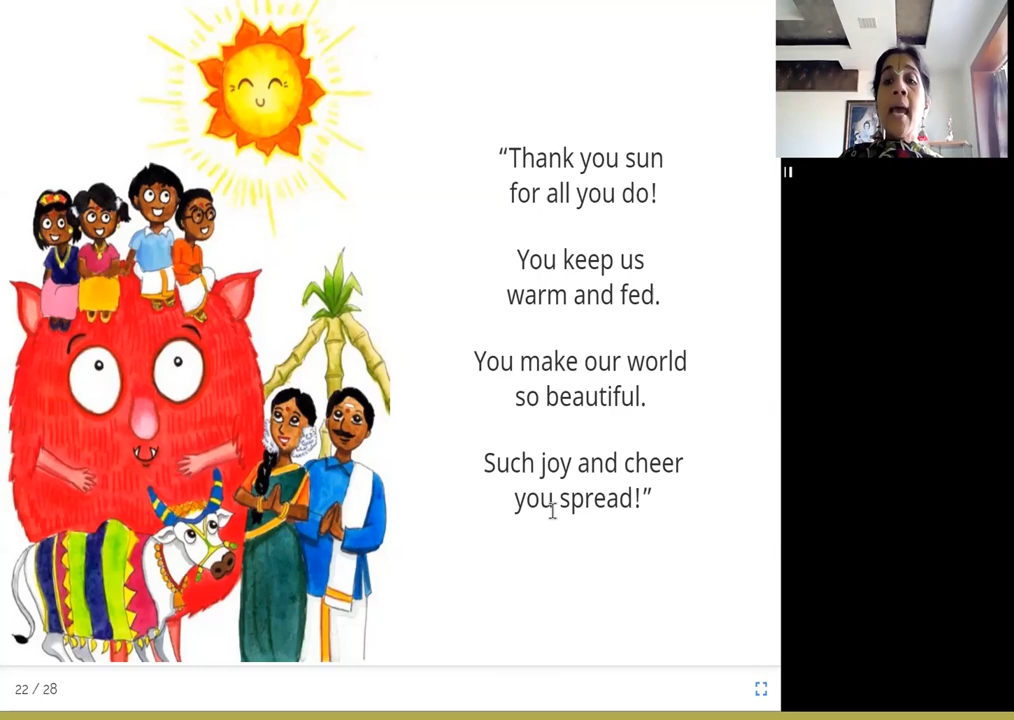 “Thank you sun
for all you do!
You keep us
warm and fed.
You make our world
so beautiful.
Such joy and cheer
you spread!”
22 / 28